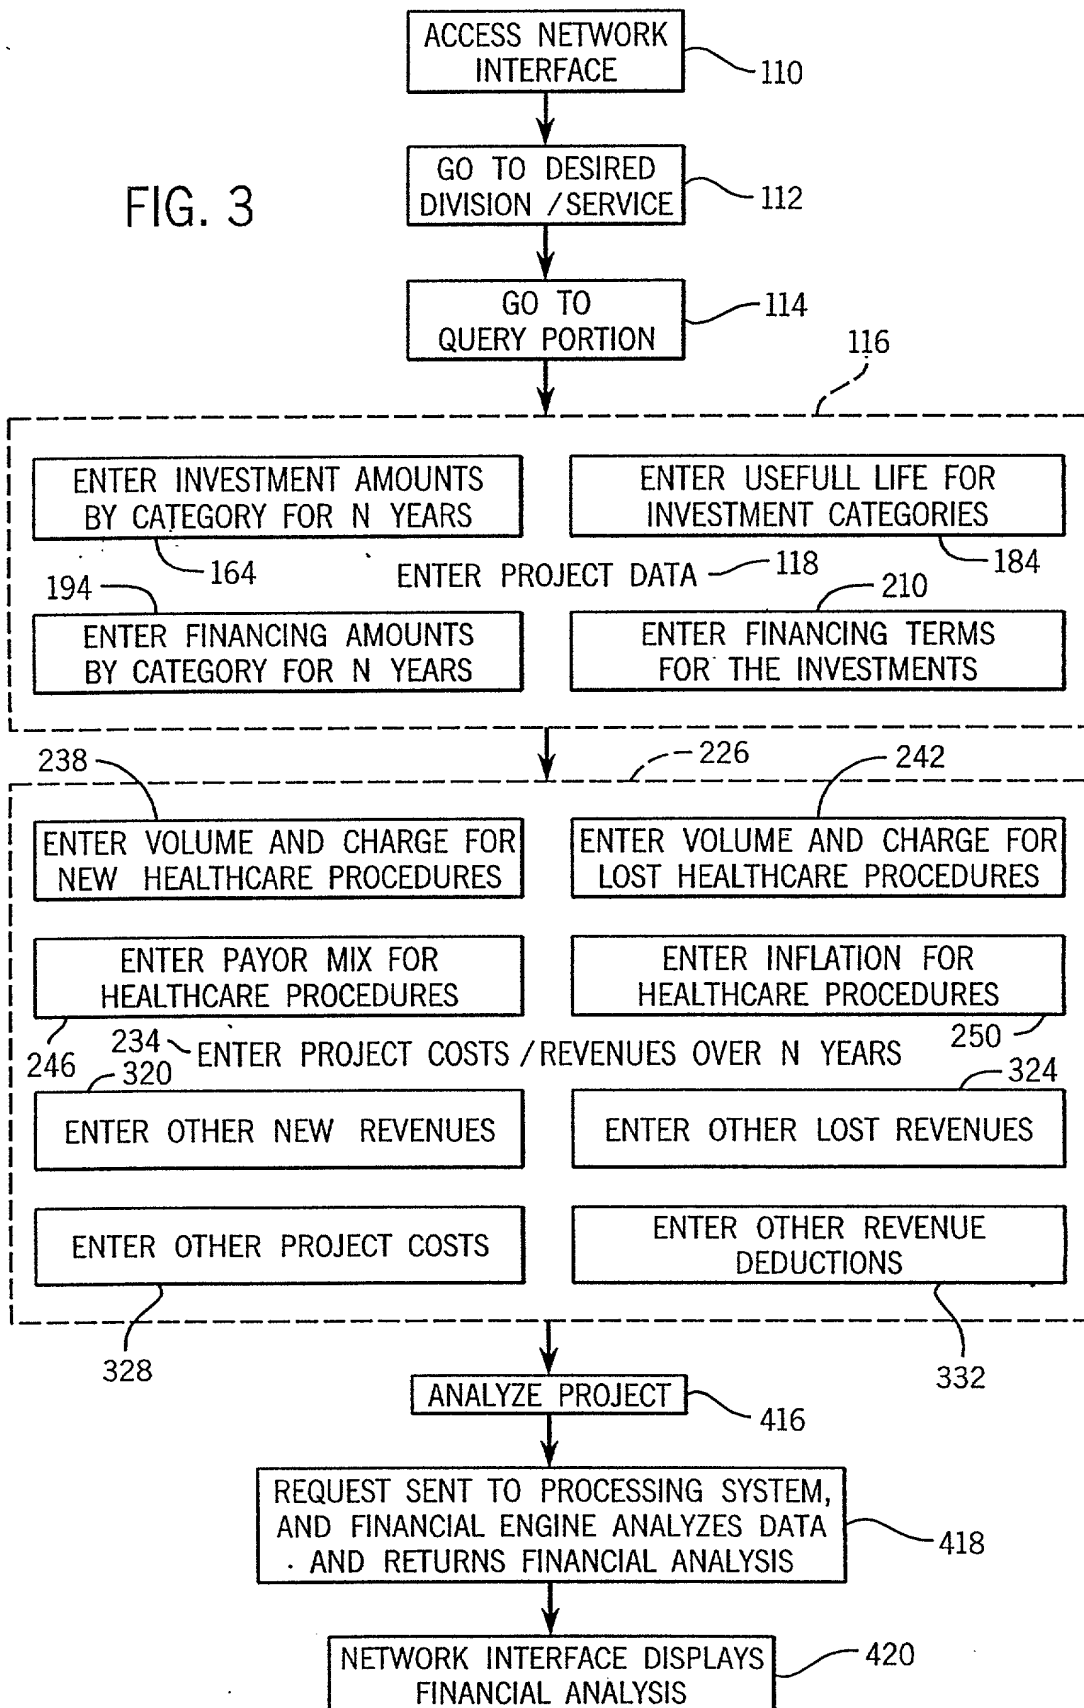 ACCESS NETWORK
INTERFACE
110
GO TO DESIRED
DIVISION /SERVICE
112
FIG. 3
GO TO
QUERY PORTION
114
116
ENTER INVESTMENT AMOUNTS
BY CATEGORY FOR N YEARS
164
ENTER USEFULL LIFE FOR
INVESTMENT CATEGORIES
184
ENTER PROJECT DATA
118
194
ENTER FINANCING AMOUNTS
BY CATEGORY FOR N YEARS
210
ENTER FINANCING TERMS
FOR THE INVESTMENTS
226
238
ENTER VOLUME AND CHARGE FOR
NEW HEALTHCARE PROCEDURES
242
ENTER VOLUME AND CHARGE FOR
LOST HEALTHCARE PROCEDURES
ENTER PAYOR MIX FOR
HEALTHCARE PROCEDURES
246
ENTER INFLATION FOR
HEALTHCARE PROCEDURES
250
234
ENTER PROJECT COSTS /REVENUES OVER N YEARS
320
ENTER OTHER NEW REVENUES
324
ENTER OTHER LOST REVENUES
ENTER OTHER PROJECT COSTS
328
ENTER OTHER REVENUE
DEDUCTIONS
332
ANALYZE PROJECT
416
REQUEST SENT TO PROCESSING SYSTEM,
AND FINANCIAL ENGINE ANALYZES DATA
AND RETURNS FINANCIAL ANALYSIS
418
NETWORK INTERFACE DISPLAYS
FINANCIAL ANALYSIS
420